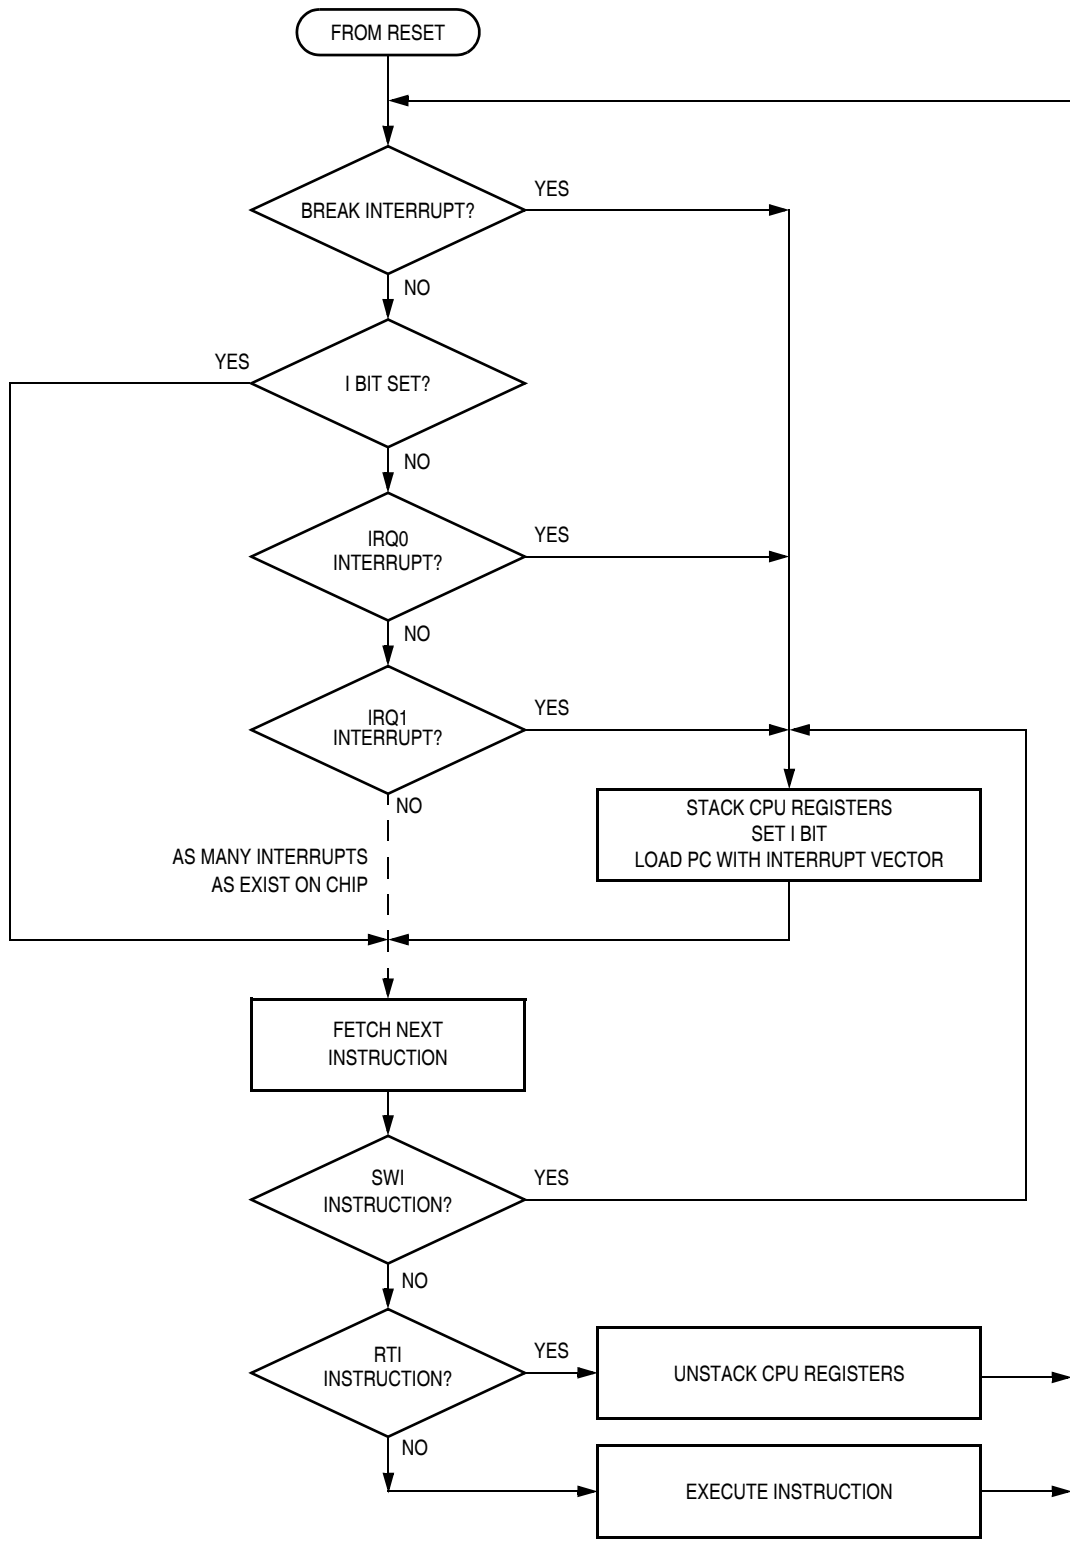 FROM RESET
BREAK INTERRUPT?
YES
NO
I BIT SET?
YES
NO
IRQ0
INTERRUPT?
YES
NO
IRQ1
INTERRUPT?
YES
NO
AS MANY INTERRUPTS
AS EXIST ON CHIP
STACK CPU REGISTERS
SET I BIT
LOAD PC WITH INTERRUPT VECTOR
FETCH NEXT
INSTRUCTION
SWI
INSTRUCTION?
YES
NO
RTI
INSTRUCTION?
YES
UNSTACK CPU REGISTERS
NO
EXECUTE INSTRUCTION